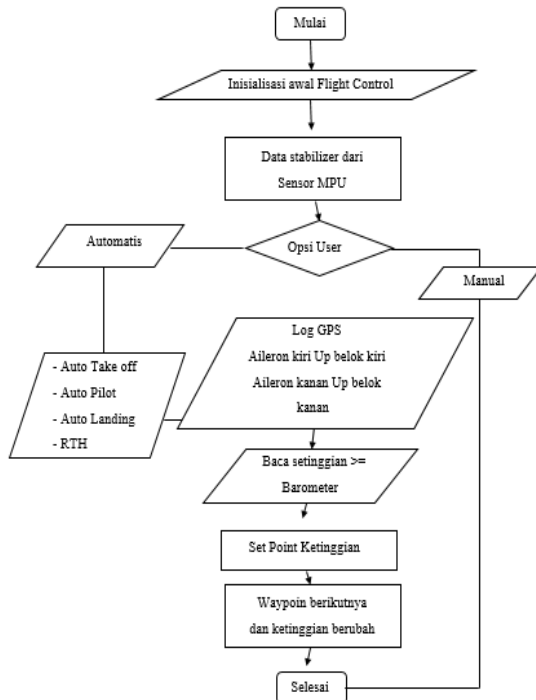 Mulai
Inisialisasi awal Flight Control
Data stabilizer dari
Sensor MPU
Automatis
Opsi User
Manual
- Auto Take off
- Auto Pilot
- Auto Landing
- RTH
Log GPS
Aileron kiri Up belok kiri
Aileron kanan Up belok
kanan
Baca setinggian >=
Barometer
Set Point Ketinggian
Waypoin berikutnya
dan ketinggian berubah
Selesai